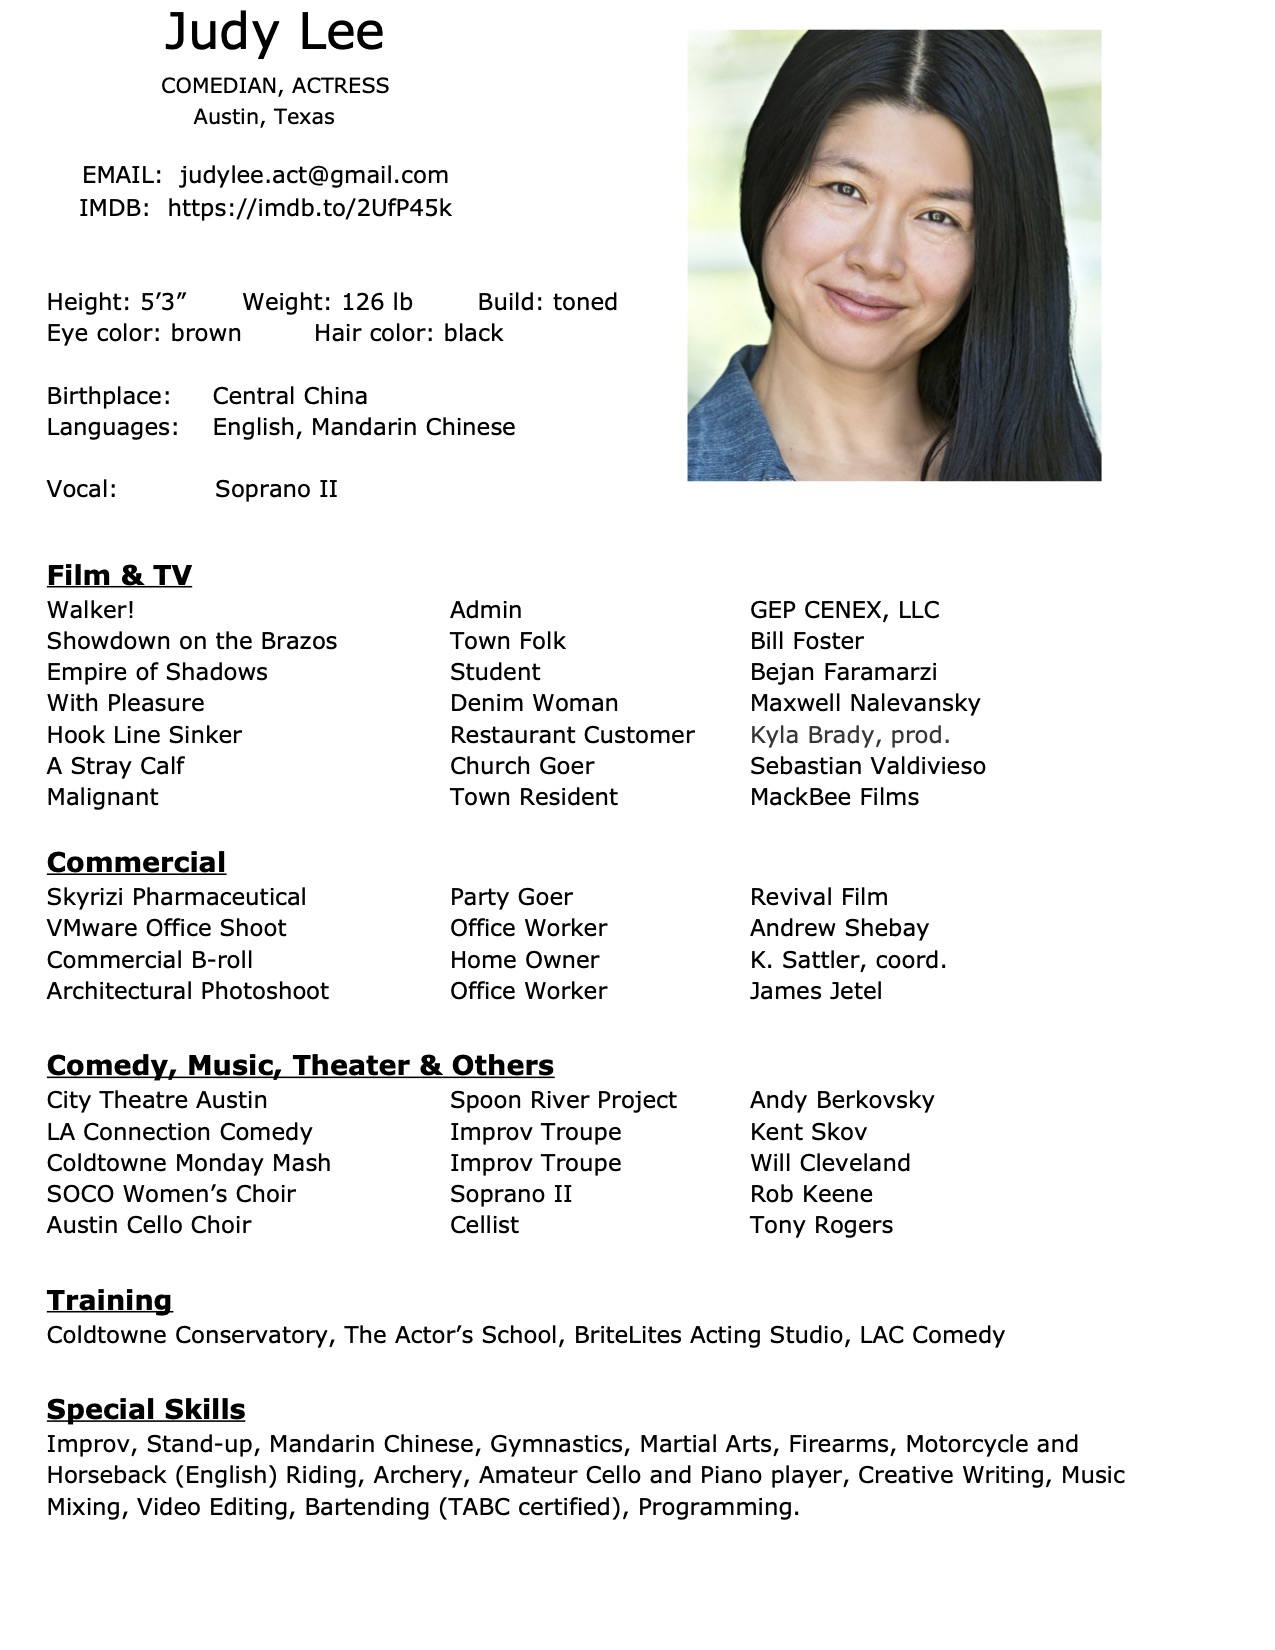 Judy Lee
COMEDIAN, ACTRESS
Austin, Texas
EMAIL: judylee.act@gmail.com
IMDB: https://imdb.to/2UfP45k
Height: 5’3” Weight: 126 lb Build: toned
Eye color: brown Hair color: black
Birthplace: Central China
Languages: English, Mandarin Chinese
Vocal: Soprano II
Film & TV
Walker! Admin GEP CENEX, LLC
Showdown on the Brazos Town Folk Bill Foster
Empire of Shadows Student Bejan Faramarzi
With Pleasure Denim Woman Maxwell Nalevansky
Hook Line Sinker Restaurant Customer Kyla Brady, prod.
A Stray Calf Church Goer Sebastian Valdivieso
Malignant Town Resident MackBee Films
Commercial
Skyrizi Pharmaceutical Party Goer Revival Film
VMware Office Shoot Office Worker Andrew Shebay
Commercial B-roll Home Owner K. Sattler, coord.
Architectural Photoshoot Office Worker James Jetel
Comedy, Music, Theater & Others
City Theatre Austin Spoon River Project Andy Berkovsky
LA Connection Comedy Improv Troupe Kent Skov
Coldtowne Monday Mash Improv Troupe Will Cleveland
SOCO Women’s Choir Soprano II Rob Keene
Austin Cello Choir Cellist Tony Rogers
Training
Coldtowne Conservatory, The Actor’s School, BriteLites Acting Studio, LAC Comedy
Special Skills
Improv, Stand-up, Mandarin Chinese, Gymnastics, Martial Arts, Firearms, Motorcycle and
Horseback (English) Riding, Archery, Amateur Cello and Piano player, Creative Writing, Music
Mixing, Video Editing, Bartending (TABC certified), Programming.